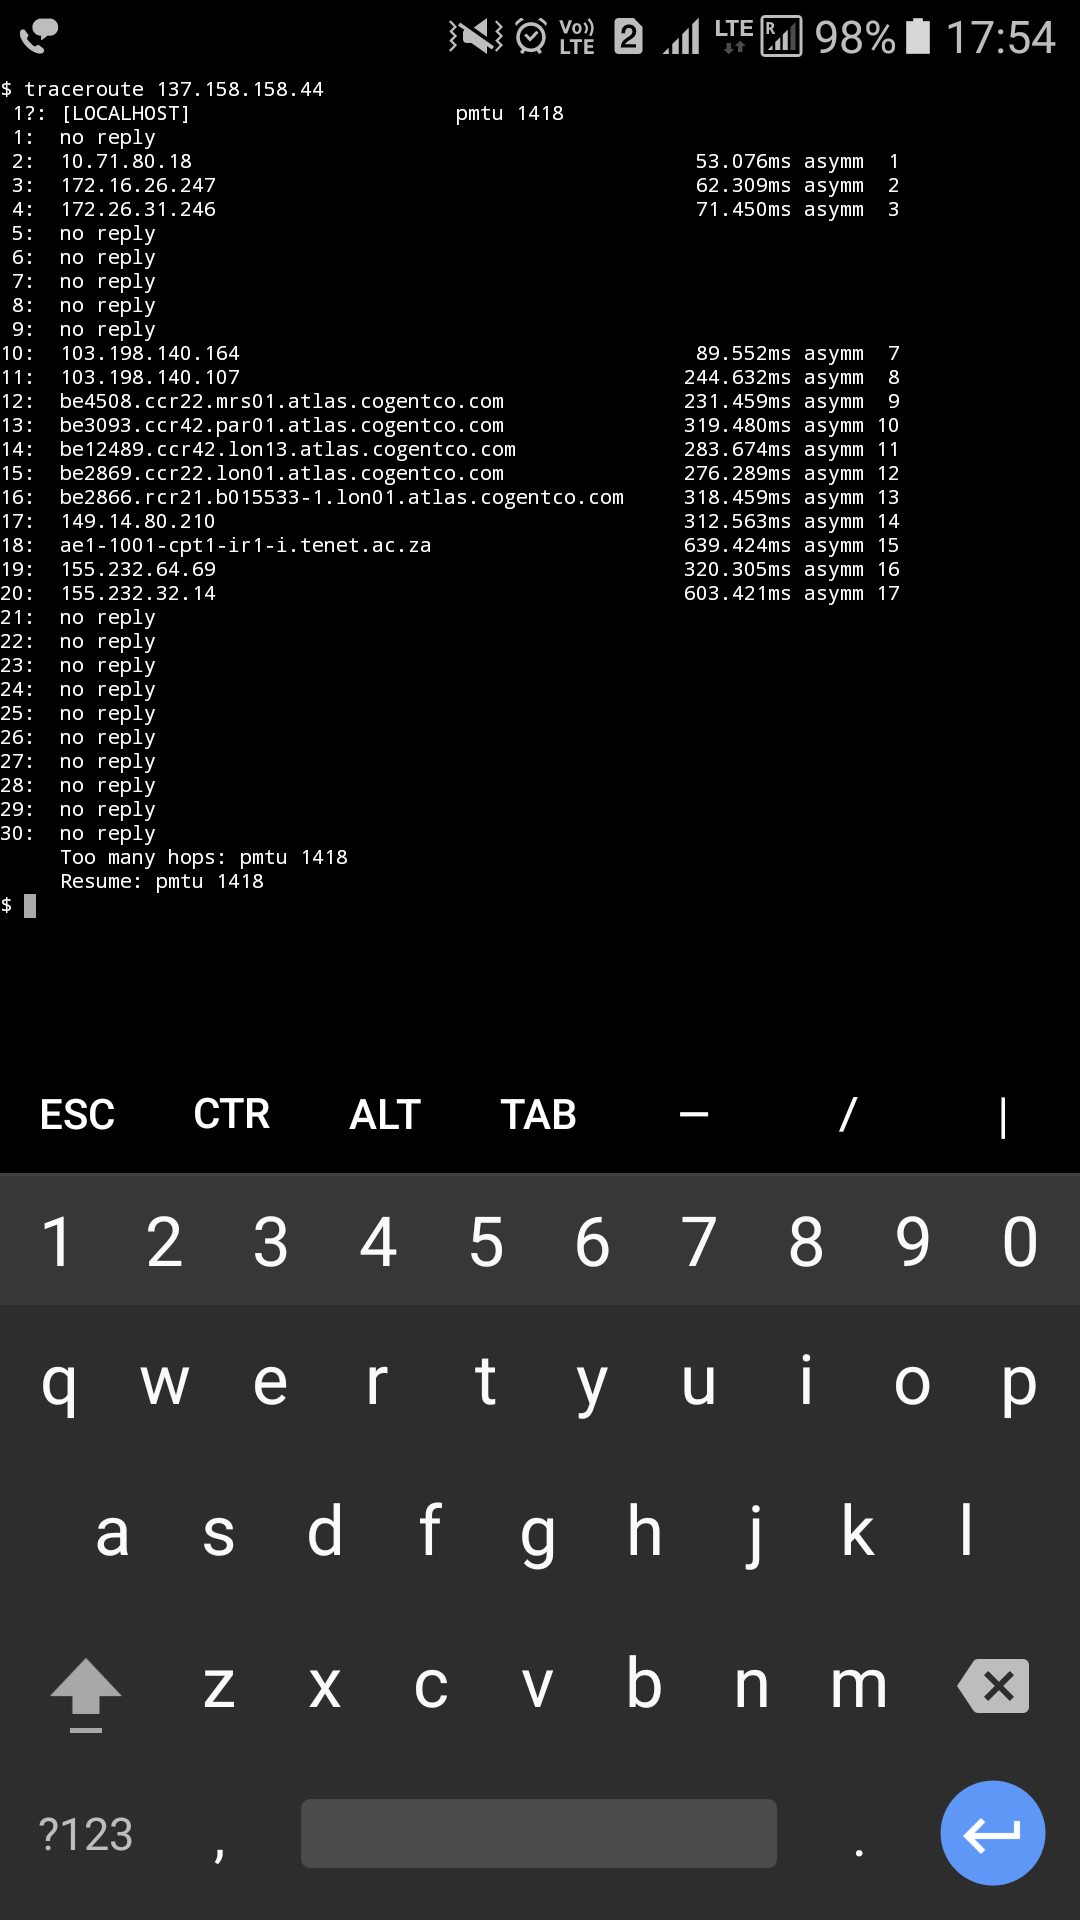 Vo)) LTE 2 LTE R 98% 17:54
$ traceroute 137.158.158.44
1?: [LOCALHOST] pmtu 1418
1: no reply
2: 10.71.80.18 53.076ms asymm 1
3: 172.16.26.247 62.309ms asymm 2
4: 172.26.31.246 71.450ms asymm 3
5: no reply
6: no reply
7: no reply
8: no reply
9: no reply
10: 103.198.140.164 89.552ms asymm 7
11: 103.198.140.107 244.632ms asymm 8
12: be4508.ccr22.mrs01.atlas.cogentco.com 231.459ms asymm 9
13: be3093.ccr42.par01.atlas.cogentco.com 319.480ms asymm 10
14: be12489.ccr42.lon13.atlas.cogentco.com 283.674ms asymm 11
15: be2869.ccr22.lon01.atlas.cogentco.com 276.289ms asymm 12
16: be2866.rcr21.b015533-1.lon01.atlas.cogentco.com 318.459ms asymm 13
17: 149.14.80.210 312.563ms asymm 14
18: ae1-1001-cpt1-ir1-i.tenet.ac.za 639.424ms asymm 15
19: 155.232.64.69 320.305ms asymm 16
20: 155.232.32.14 603.421ms asymm 17
21: no reply
22: no reply
23: no reply
24: no reply
25: no reply
26: no reply
27: no reply
28: no reply
29: no reply
30: no reply
Too many hops: pmtu 1418
Resume: pmtu 1418
$
ESC CTR ALT TAB — / |
1 2 3 4 5 6 7 8 9 0
q w e r t y u i o p
a s d f g h j k l
z x c v b n m
?123 , .